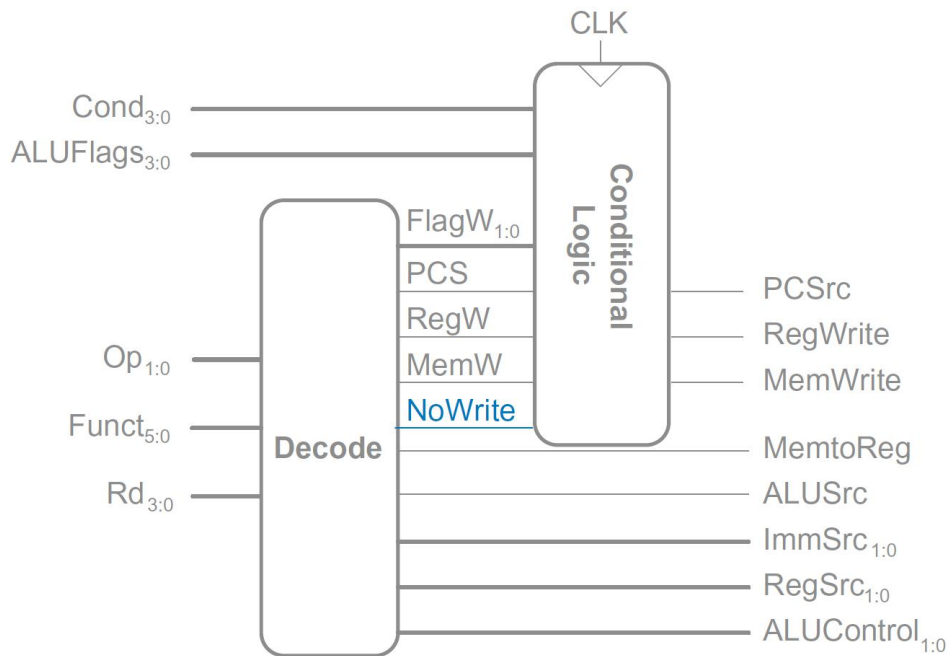 CLK
Cond3:0
ALUFlags3:0
Conditional
Logic
FlagW1:0
PCS
RegW
MemW
NoWrite
Op1:0
Funct5:0
Rd3:0
Decode
PCSrc
RegWrite
MemWrite
MemtoReg
ALUSrc
ImmSrc1:0
RegSrc1:0
ALUControl1:0